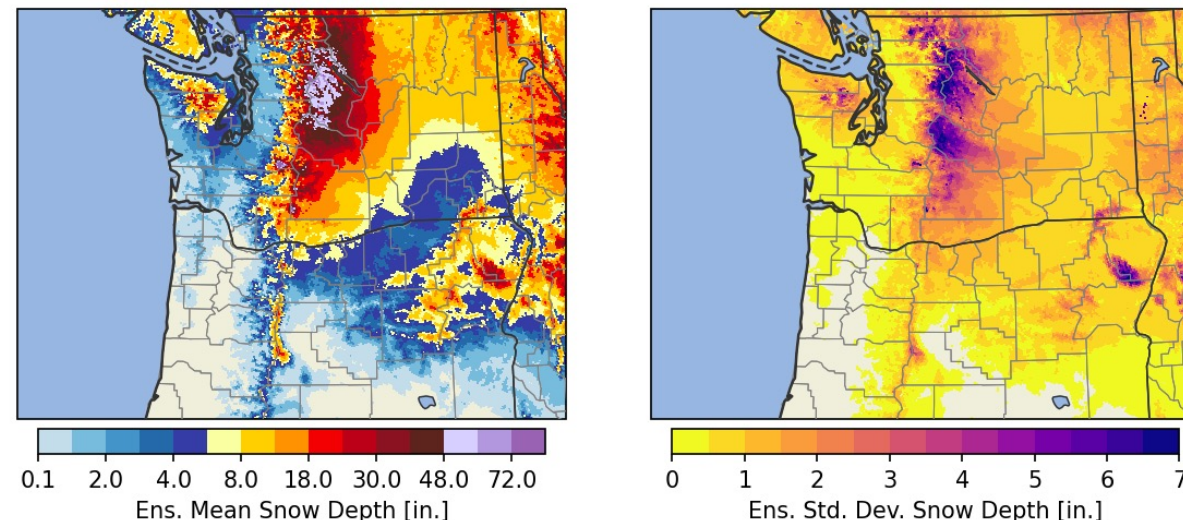 0.1 2.0 4.0 8.0 18.0 30.0 48.0 72.0
Ens. Mean Snow Depth [in.]
0 1 2 3 4 5 6 7
Ens. Std. Dev. Snow Depth [in.]